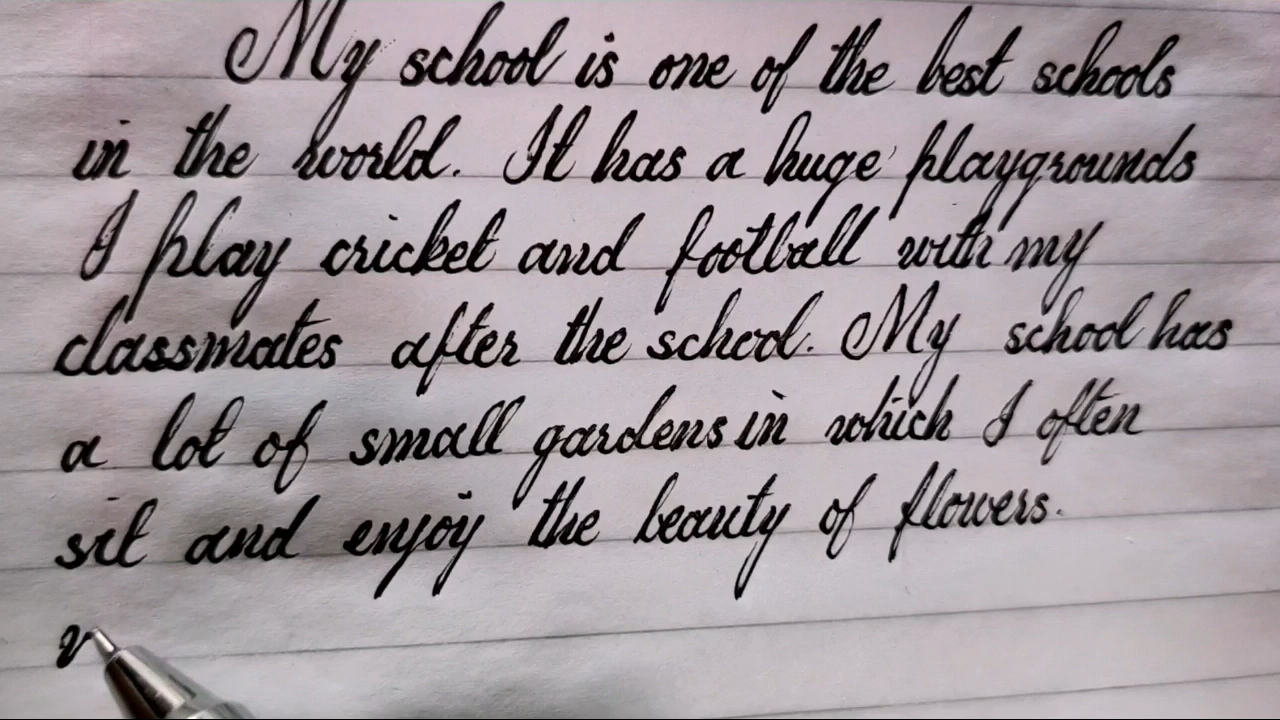 My school is one of the best schools
in the world. It has a huge playgrounds
I play cricket and football with my
classmates after the school. My school has
a lot of small gardens in which I often
sit and enjoy the beauty of flowers.